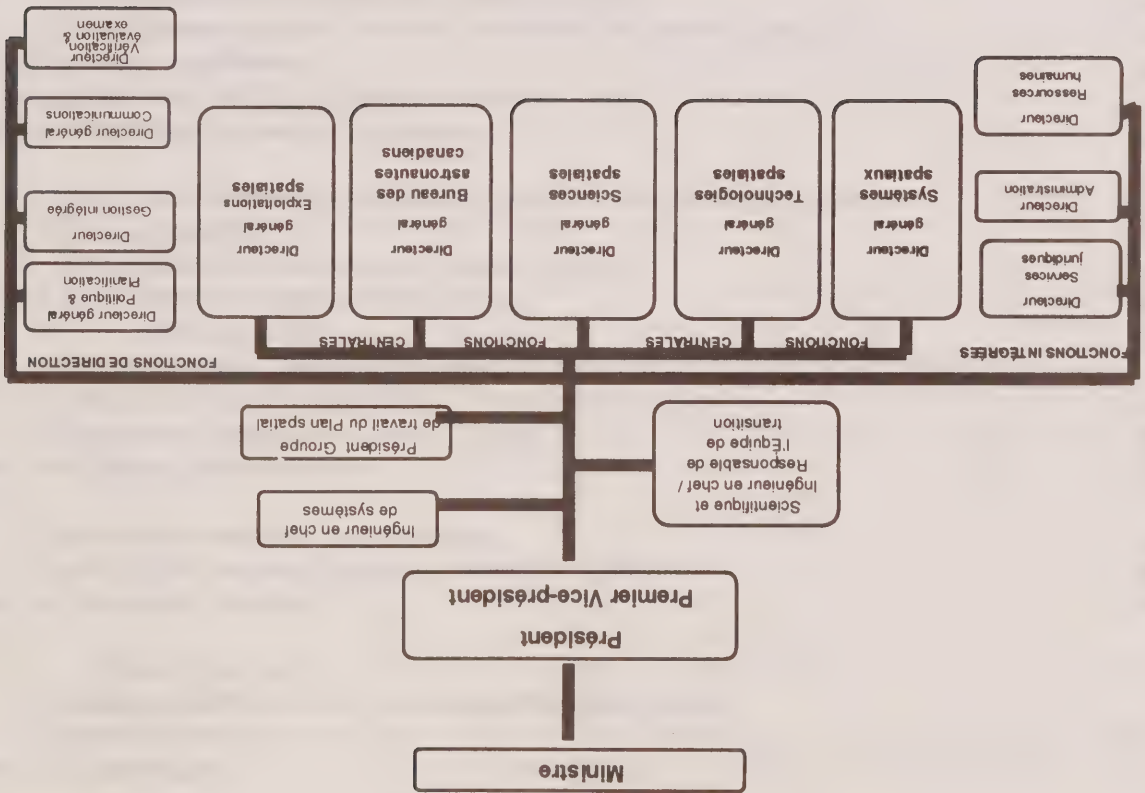 Ministre
Président
Premier Vice-président
Scientifique et
Ingénieur en chef /
Responsable de
l'Équipe de
transition
Ingénieur en chef
de systèmes
Président Groupe
de travail du Plan spatial
FONCTIONS INTÉGRÉES
FONCTIONS CENTRALES FONCTIONS CENTRALES
FONCTIONS DE DIRECTION
Directeur
Services
juridiques
Directeur
Administration
Directeur
Ressources
humaines
Directeur
général
Systèmes
spatiaux
Directeur
général
Technologies
spatiales
Directeur
général
Sciences
spatiales
Directeur
général
Bureau des
astronautes
canadiens
Directeur
général
Exploitations
spatiales
Directeur général
Politique &
Planification
Directeur
Gestion intégrée
Directeur général
Communications
Directeur
Vérification,
évaluation &
examen